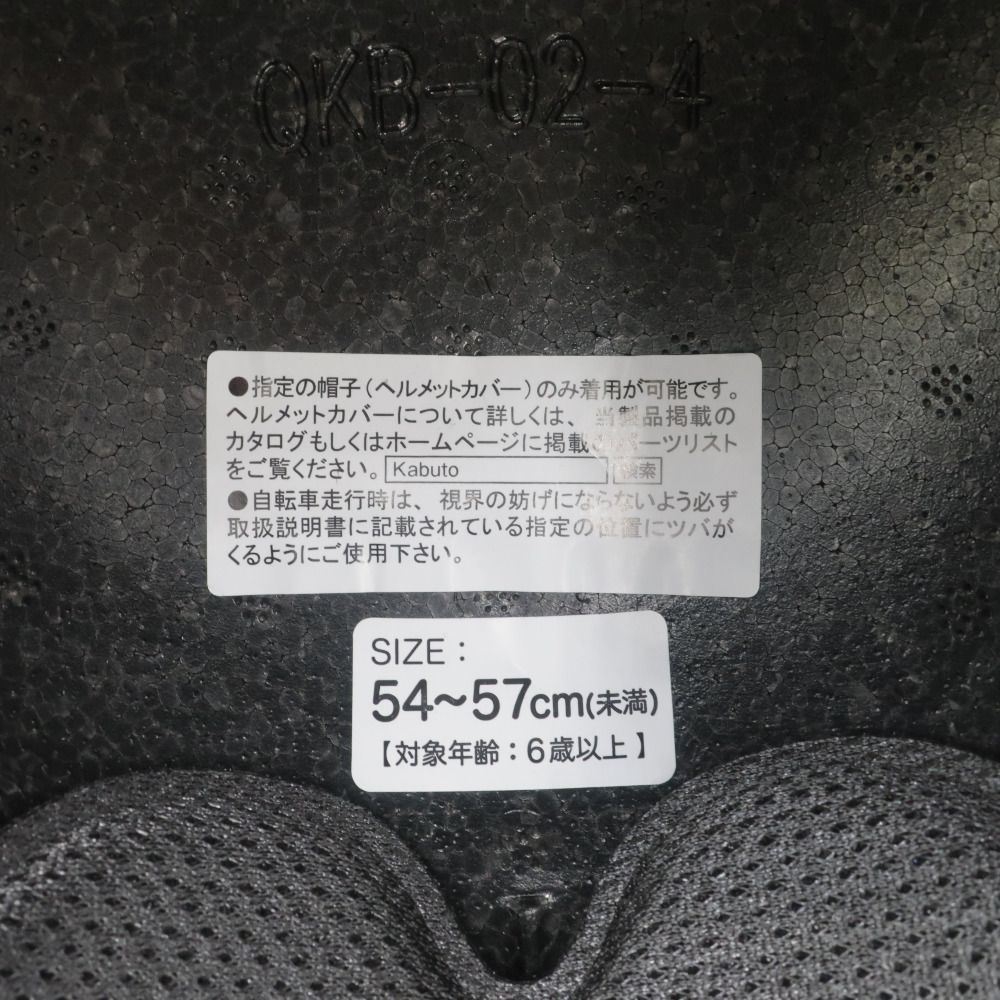 QKB-02-4
●指定の帽子(ヘルメットカバー)のみ着用が可能です。
ヘルメットカバーについて詳しくは、当製品掲載の
カタログもしくはホームページに掲載のパーツリスト
をご覧ください。 Kabuto 検索
●自転車走行時は、視界の妨げにならないよう必ず
取扱説明書に記載されている指定の位置にツバが
くるようにご使用下さい。
SIZE:
54~57cm(未満)
【対象年齢:6歳以上】